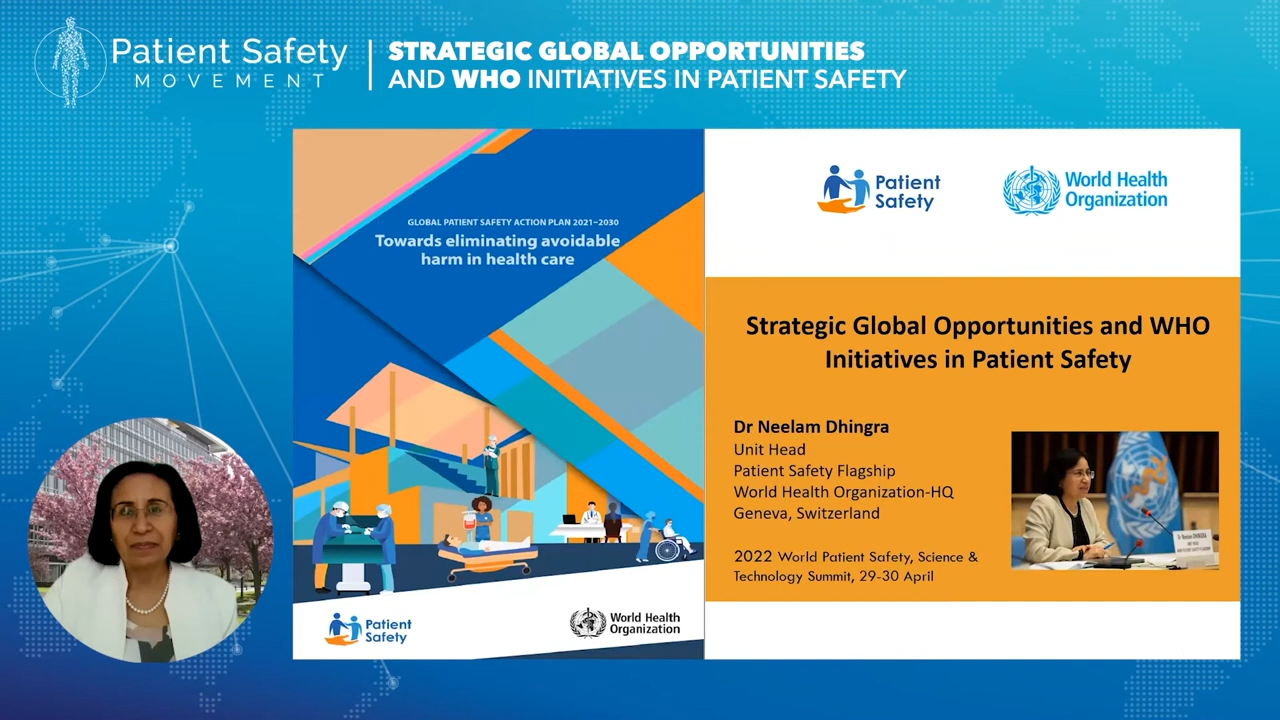 Patient Safety
MOVEMENT
STRATEGIC GLOBAL OPPORTUNITIES
AND WHO INITIATIVES IN PATIENT SAFETY
GLOBAL PATIENT SAFETY ACTION PLAN 2021–2030
Towards eliminating avoidable
harm in health care
Patient
Safety
World Health
Organization
Patient
Safety
World Health
Organization
Strategic Global Opportunities and WHO
Initiatives in Patient Safety
Dr Neelam Dhingra
Unit Head
Patient Safety Flagship
World Health Organization-HQ
Geneva, Switzerland
2022 World Patient Safety, Science &
Technology Summit, 29-30 April
Dr Neelam DHINGRA